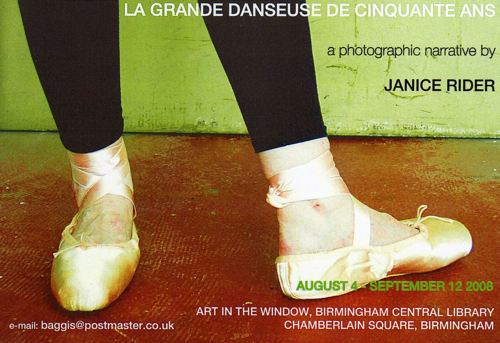 LA GRANDE DANSEUSE DE CINQUANTE ANS
a photographic narrative by
JANICE RIDER
AUGUST 4 - SEPTEMBER 12 2008
ART IN THE WINDOW, BIRMINGHAM CENTRAL LIBRARY
CHAMBERLAIN SQUARE, BIRMINGHAM
e-mail: baggis@postmaster.co.uk